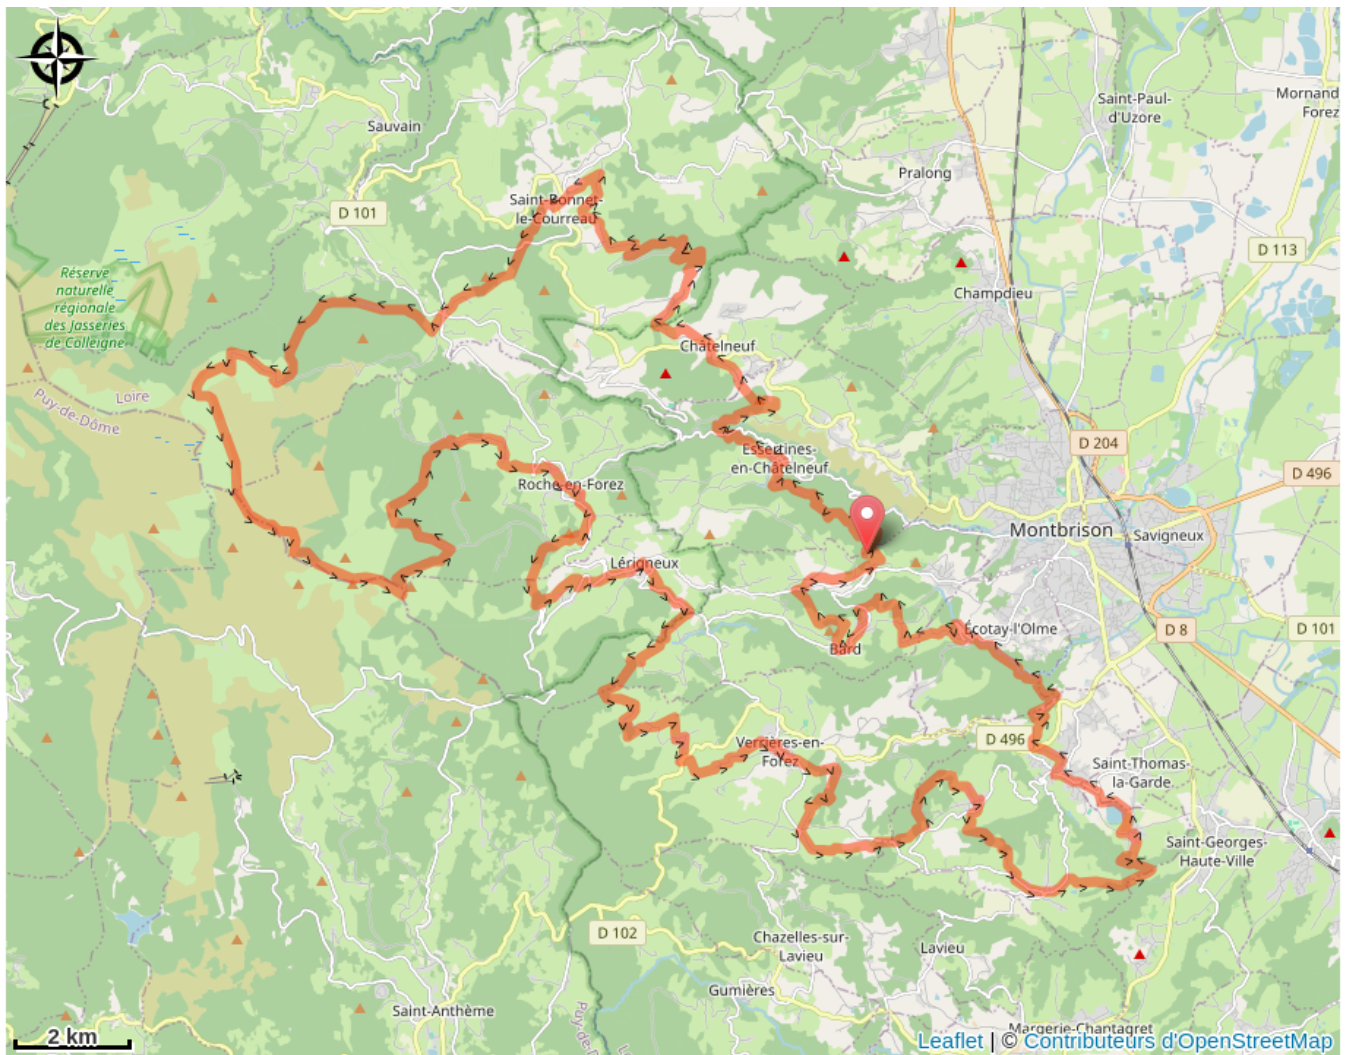 Saint-Paul-
d'Uzore
Mornand
Forez
Sauvain
Pralong
Saint-Bonnet-
le-Courreau
D 101
D 113
Réserve
naturelle
régionale
des Jasseries
de Colleigne
Champdieu
Châtelneuf
Loire
Puy-de-Dôme
D 204
Essertines-
en-Châtelneuf
D 496
Roche-en-Forez
Montbrison
Savigneux
Lérigneux
Écotay-l'Olme
D 8
D 101
Bard
Verrières-en-
Forez
D 496
Saint-Thomas-
la-Garde
Saint-Georges-
Haute-Ville
D 102
Chazelles-sur-
Lavieu
Lavieu
Gumières
Saint-Anthème
Puy-de-
Margerie-Chantagret
2 km
Leaflet | © Contributeurs d'OpenStreetMap